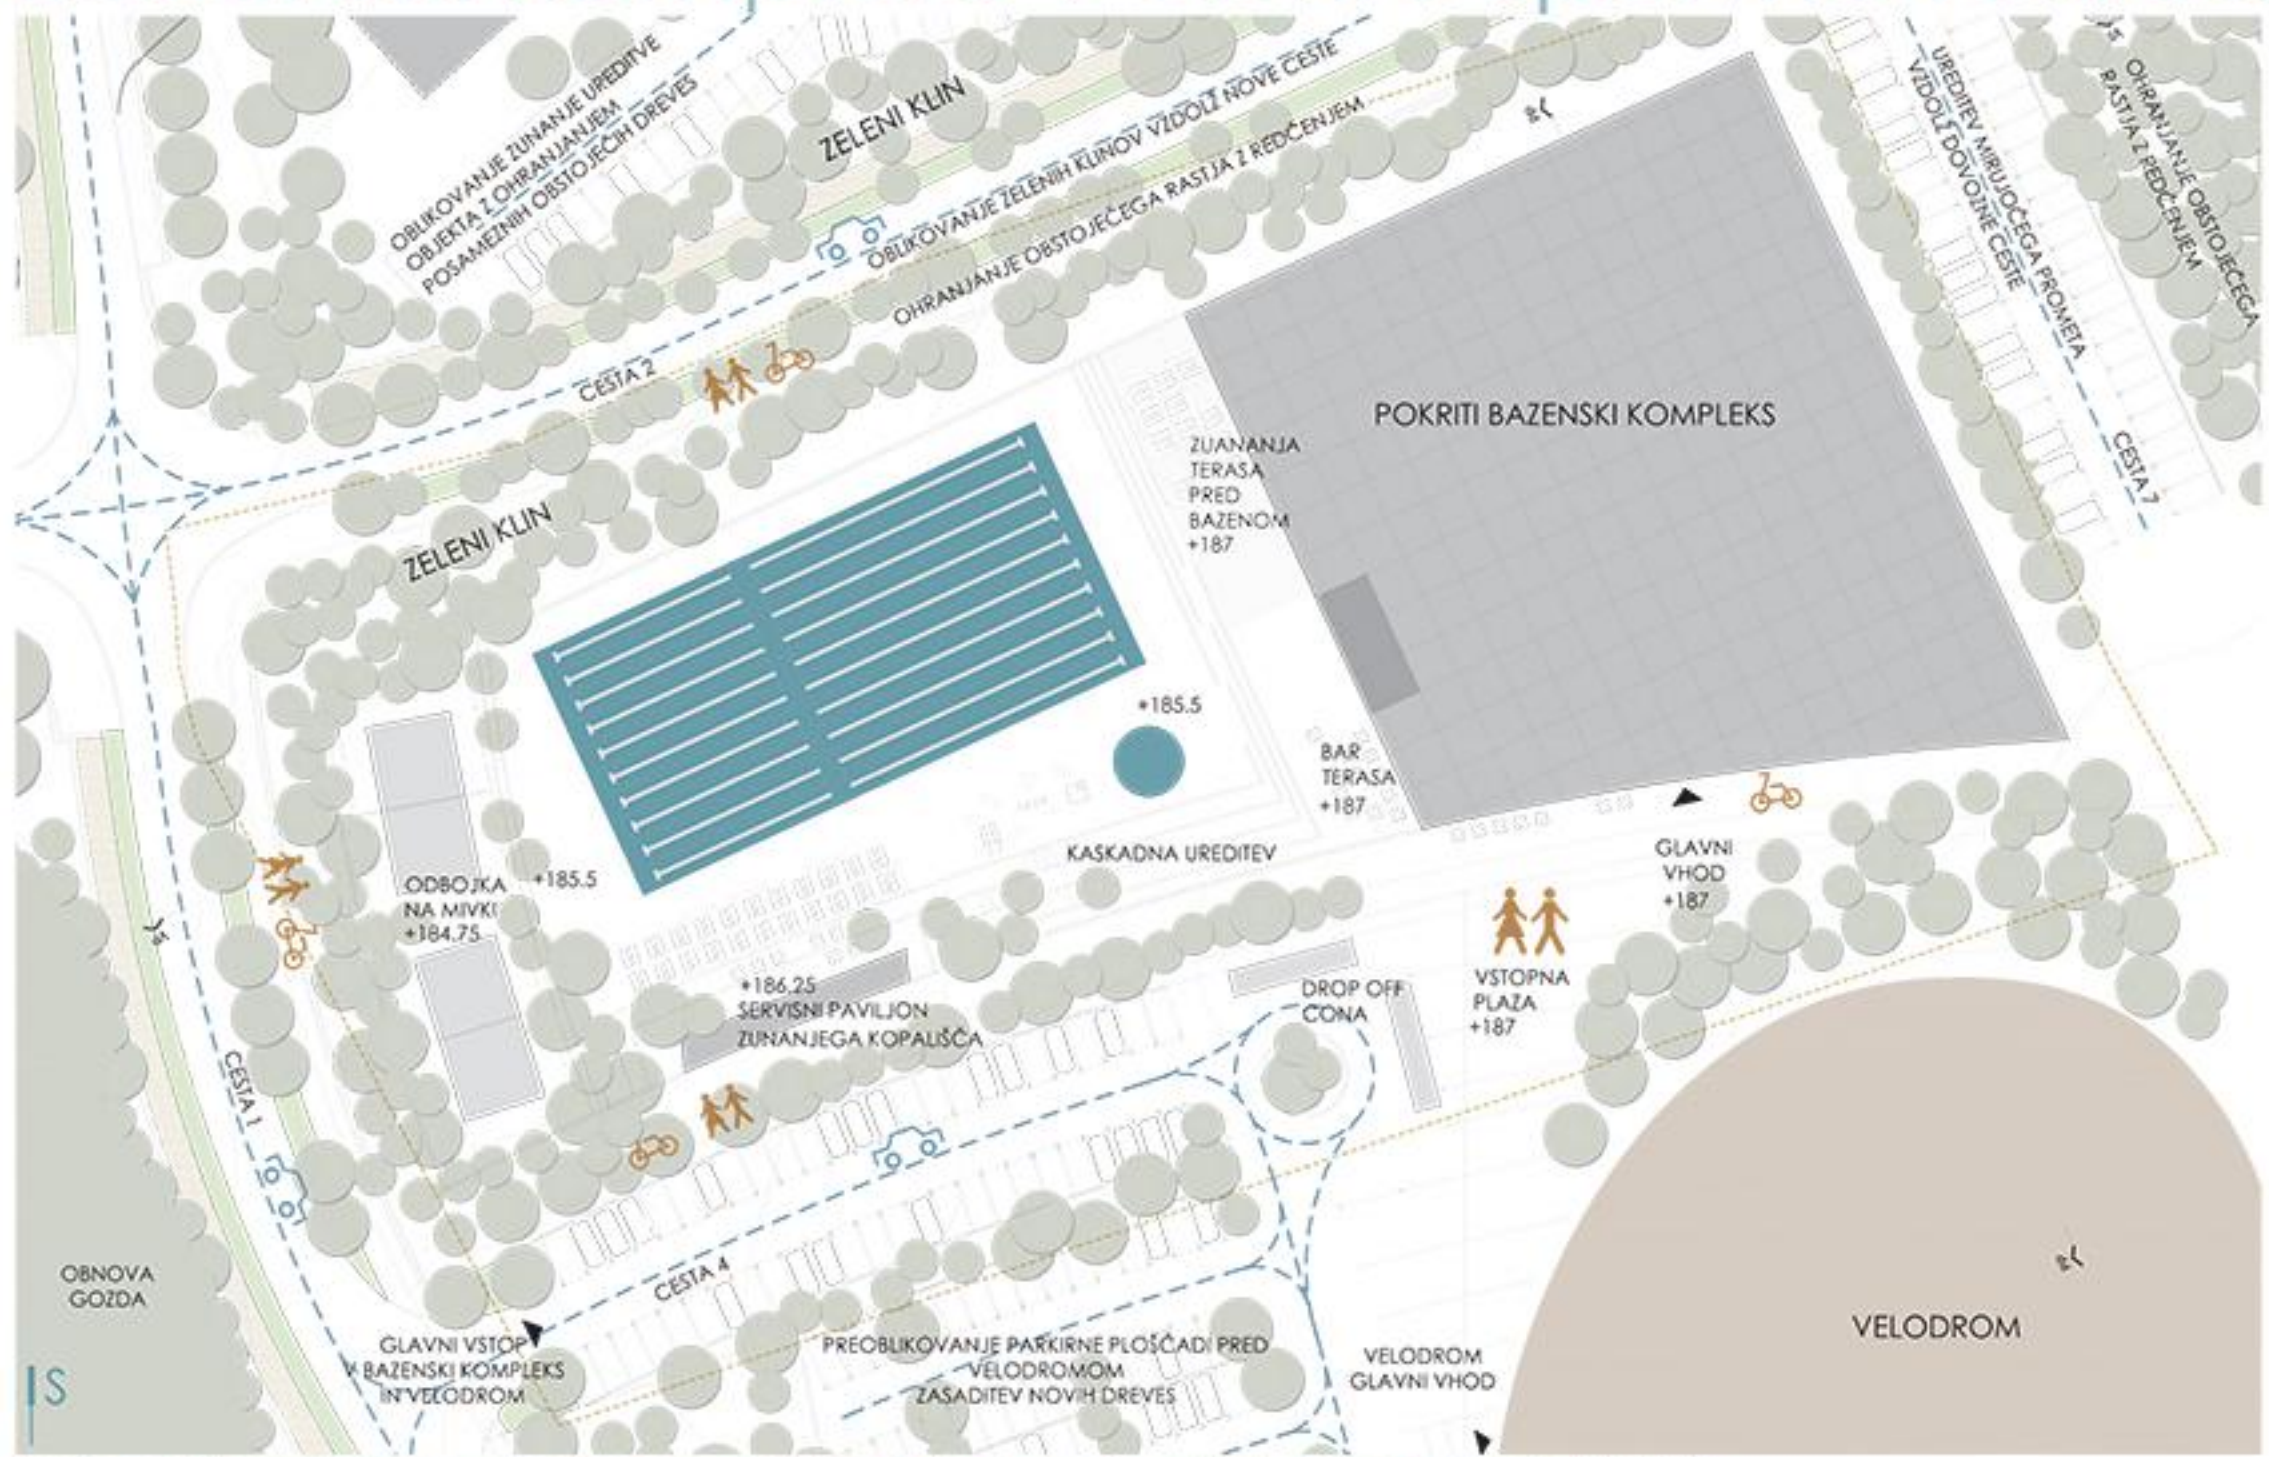 OBLIKOVANJE ZUNANJE UREDITVE
OBJEKTA Z OHRANJANJEM
POSAMEZNIH OBSTOJEČIH DREVES
ZELENI KLIN
OBLIKOVANJE ZELENIH KLINOV VZDOLŽ NOVE CESTE
OHRANJANJE OBSTOJEČEGA RASTJA Z REDČENJEM
UREDITEV MIRUJOČEGA PROMETA
VZDOLŽ DOVOZNE CESTE
OHRANJANJE OBSTOJEČEGA
RASTJA Z REDČENJEM
CESTA 2
CESTA 7
POKRITI BAZENSKI KOMPLEKS
ZUANANJA
TERASA
PRED
BAZENOM
+187
ZELENI KLIN
+185.5
BAR
TERASA
+187
KASKADNA UREDITEV
GLAVNI
VHOD
+187
ODBOJKA
NA MIVKI
+184.75
+185.5
+186.25
SERVISNI PAVILJON
ZUNANJEGA KOPALIŠČA
DROP OFF
CONA
VSTOPNA
PLAZA
+187
CESTA 1
CESTA 4
OBNOVA
GOZDA
GLAVNI VSTOP
V BAZENSKI KOMPLEKS
IN VELODROM
PREOBLIKOVANJE PARKIRNE PLOŠČADI PRED
VELODROMOM
ZASADITEV NOVIH DREVES
VELODROM
GLAVNI VHOD
VELODROM
S